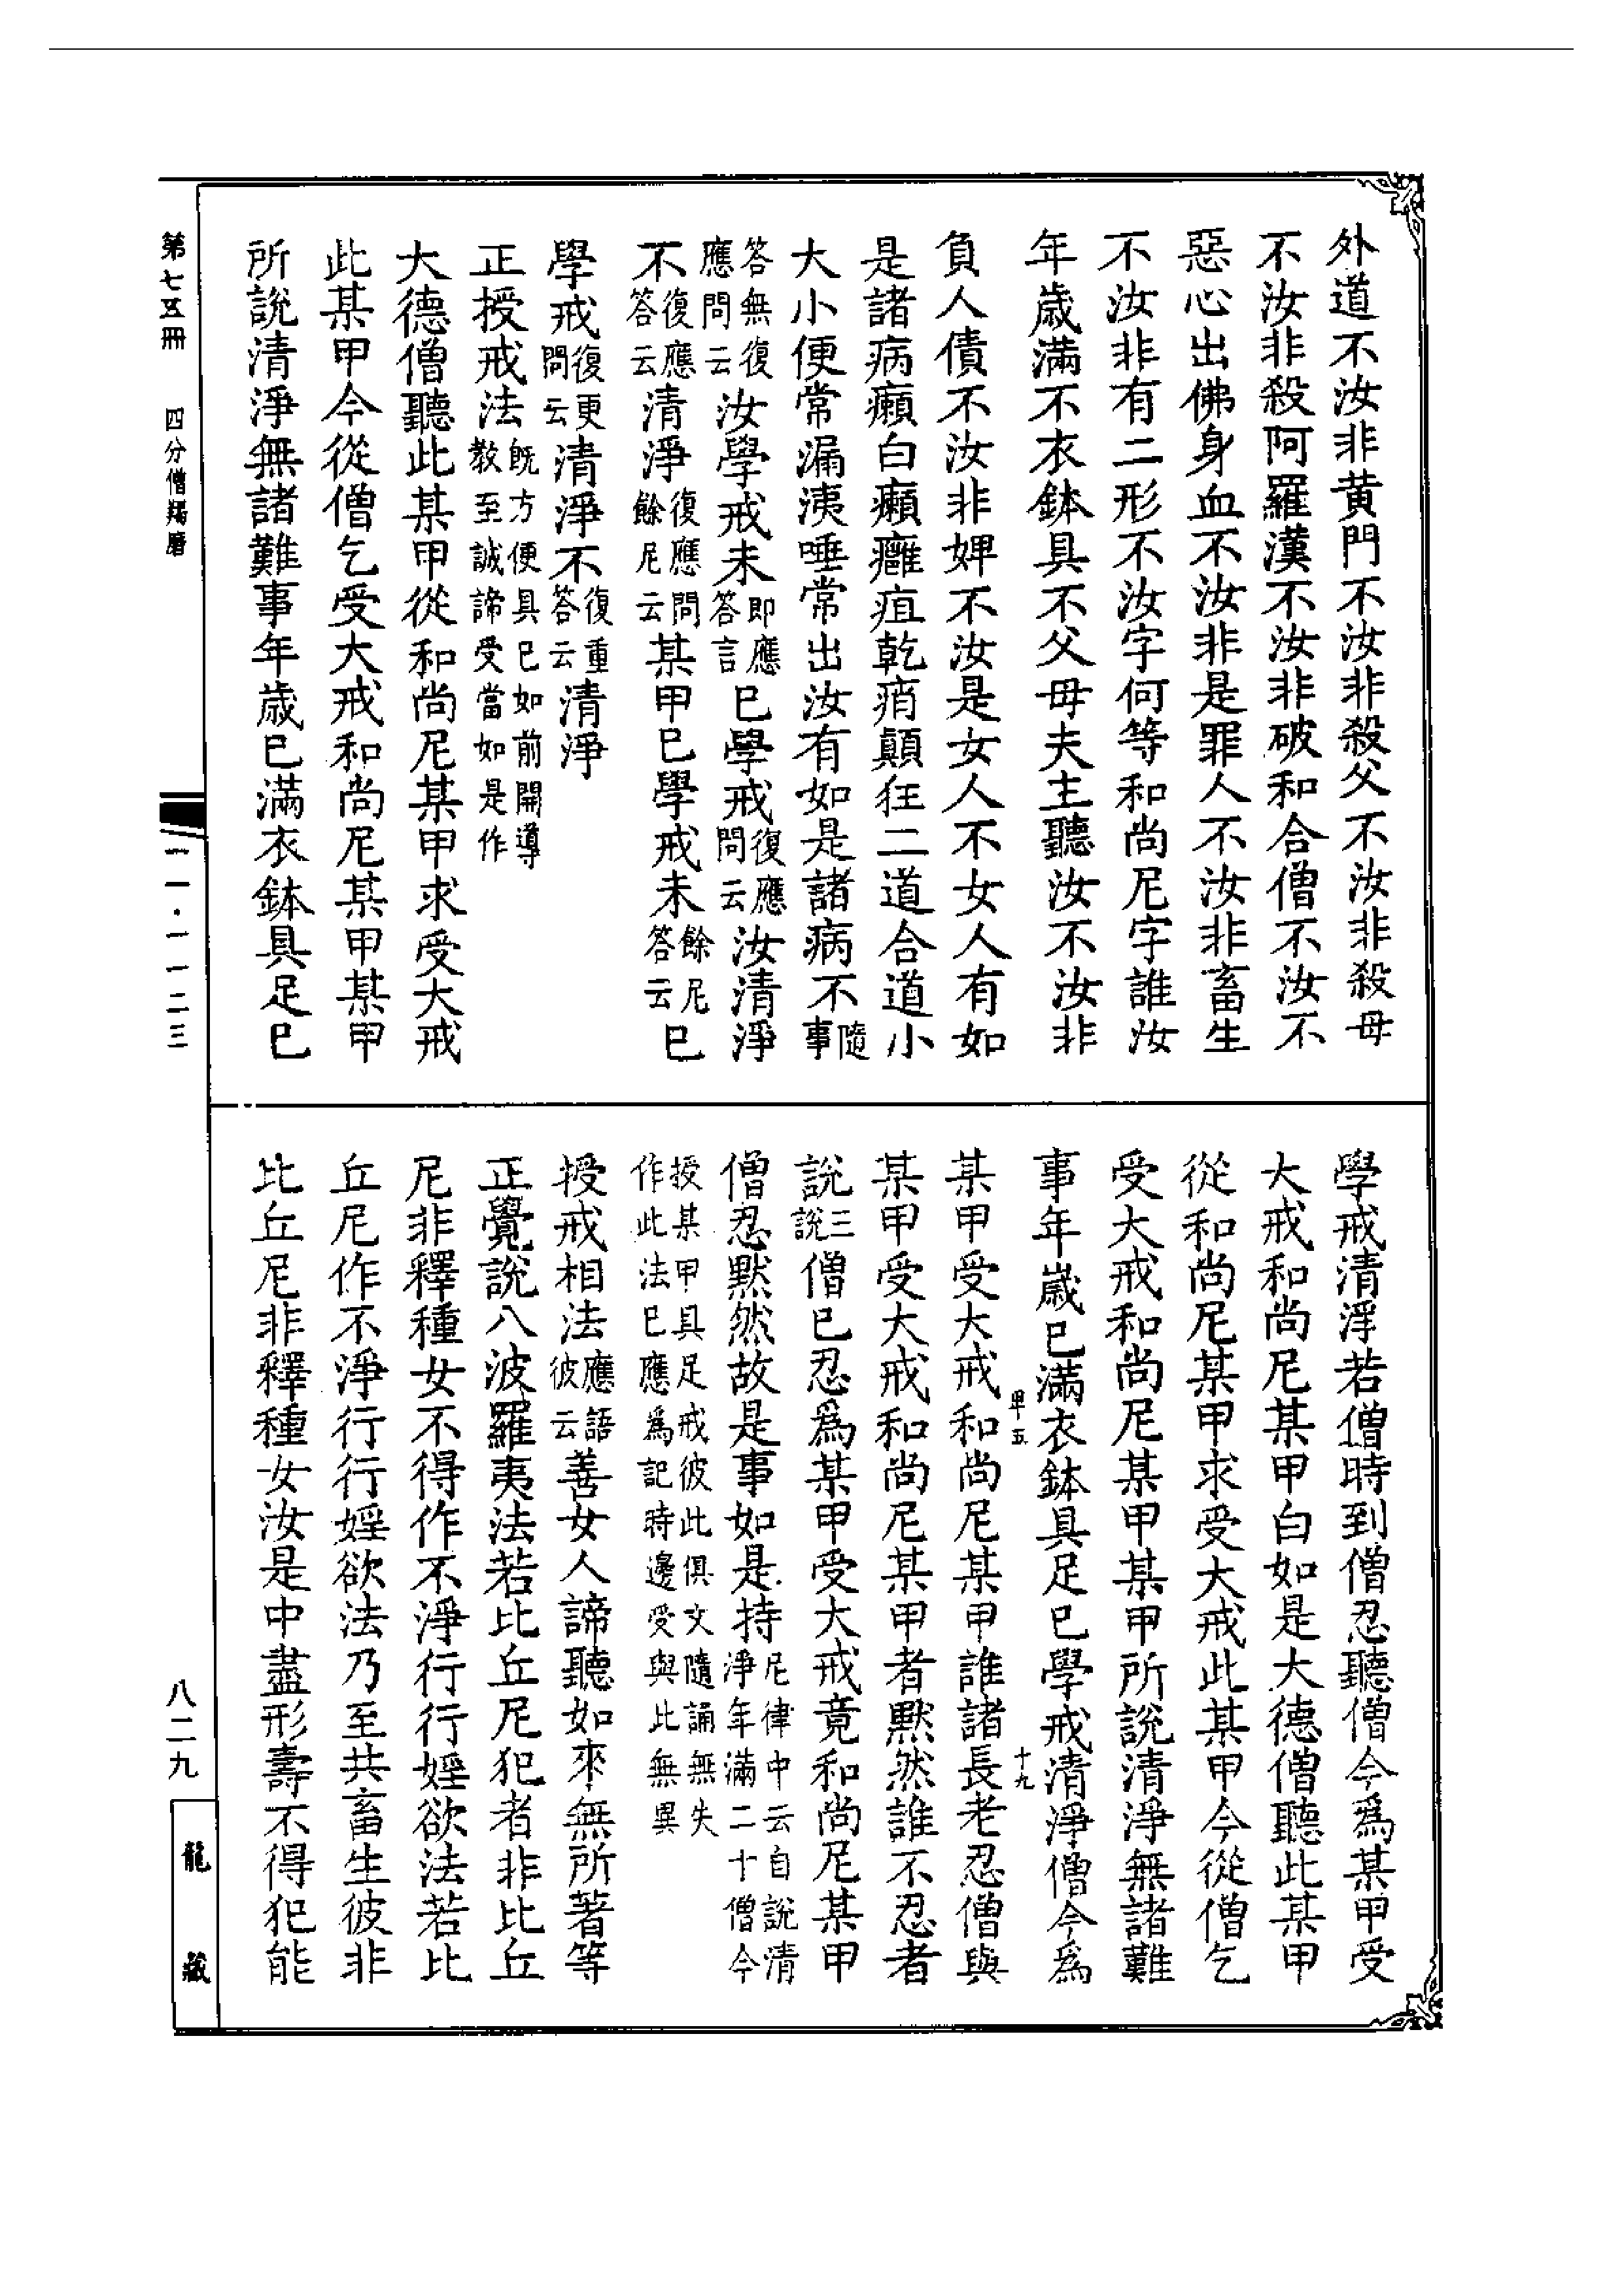 外道不汝非黄門不汝非殺父不汝非殺母
不汝非殺阿羅漢不汝非破和合僧不汝不
惡心出佛身血不汝非是罪人不汝非畜生
不汝非有二形不汝字何等和尚尼字誰汝
年歲滿不衣鉢具不父母夫主聽汝不汝非
負人債不汝非婢不汝是女人不女人有如
是諸病癩白癩癰疽乾痟顛狂二道合道小
大小便常漏洟唾常出汝有如是諸病不隨事
答無復應問云汝學戒未即應答言已學戒復應問云汝清淨
不復應答云清淨復應問餘尼云某甲已學戒未餘尼答云已
學戒復更問云清淨不復重答云清淨
正授戒法既方便具已如前開導教至誠諦受當如是作
大德僧聽此某甲從和尚尼某甲求受大戒
此某甲今從僧乞受大戒和尚尼某甲某甲
所說清淨無諸難事年歲已滿衣鉢具足已
學戒清淨若僧時到僧忍聽僧今爲某甲受
大戒和尚尼某甲白如是大德僧聽此某甲
從和尚尼某甲求受大戒此某甲今從僧乞
受大戒和尚尼某甲某甲所說清淨無諸難
事年歲已滿衣鉢具足已學戒清淨僧今爲
某甲受大戒和尚尼某甲誰諸長老忍僧與
某甲受大戒和尚尼某甲者默然誰不忍者
說三說僧已忍爲某甲受大戒竟和尚尼某甲
僧忍默然故是事如是持尼律中云自說清淨年滿二十僧今
授某甲具足戒彼此俱文隨誦無失作此法已應爲記時邊受與此無異
授戒相法應語彼云善女人諦聽如來無所著等
正覺說八波羅夷法若比丘尼犯者非比丘
尼非釋種女不得作不淨行行婬欲法若比
丘尼作不淨行行婬欲法乃至共畜生彼非
比丘尼非釋種女汝是中盡形壽不得犯能
十九
第七五冊 四分僧羯磨
一一·一一二三
八二九
龍藏